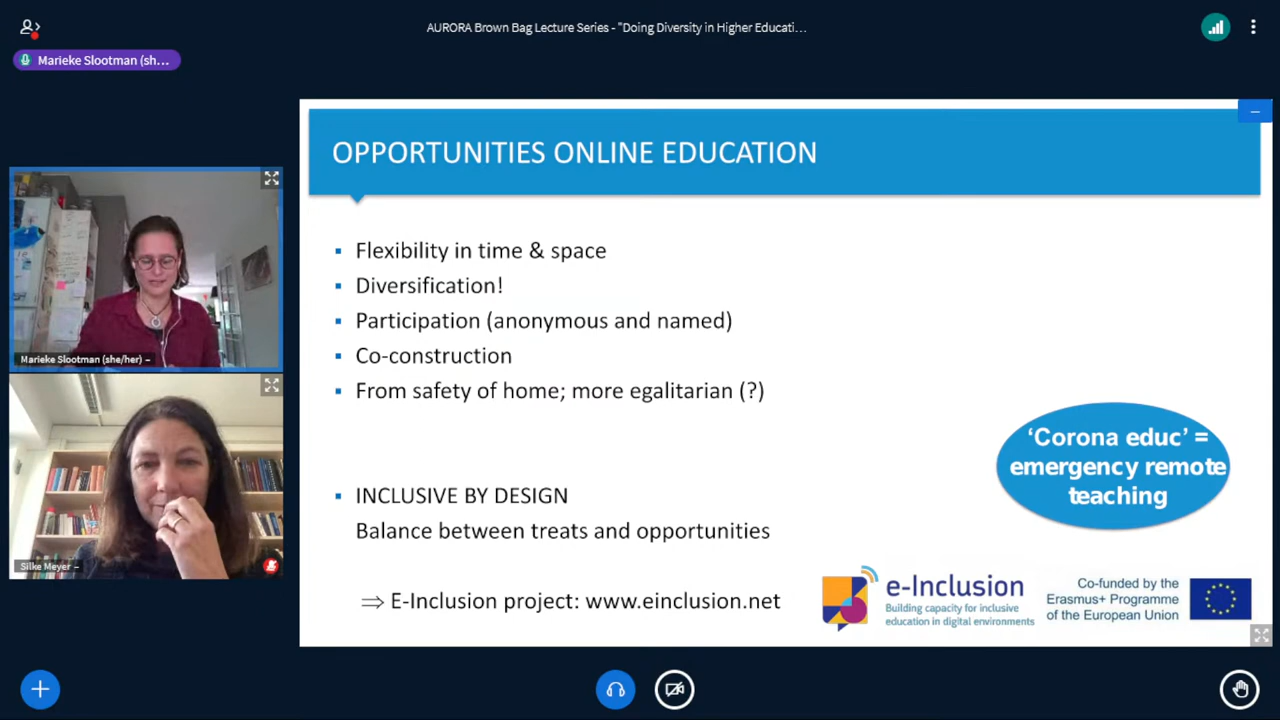 AURORA Brown Bag Lecture Series - "Doing Diversity in Higher Educati...
Marieke Slootman (sh...
OPPORTUNITIES ONLINE EDUCATION
Flexibility in time & space
Diversification!
Participation (anonymous and named)
Co-construction
From safety of home; more egalitarian (?)
Marieke Slootman (she/her)
Silke Meyer
'Corona educ' =
emergency remote
teaching
INCLUSIVE BY DESIGN
Balance between treats and opportunities
⇒ E-Inclusion project: www.einclusion.net
e-Inclusion
Building capacity for inclusive
education in digital environments
Co-funded by the
Erasmus+ Programme
of the European Union